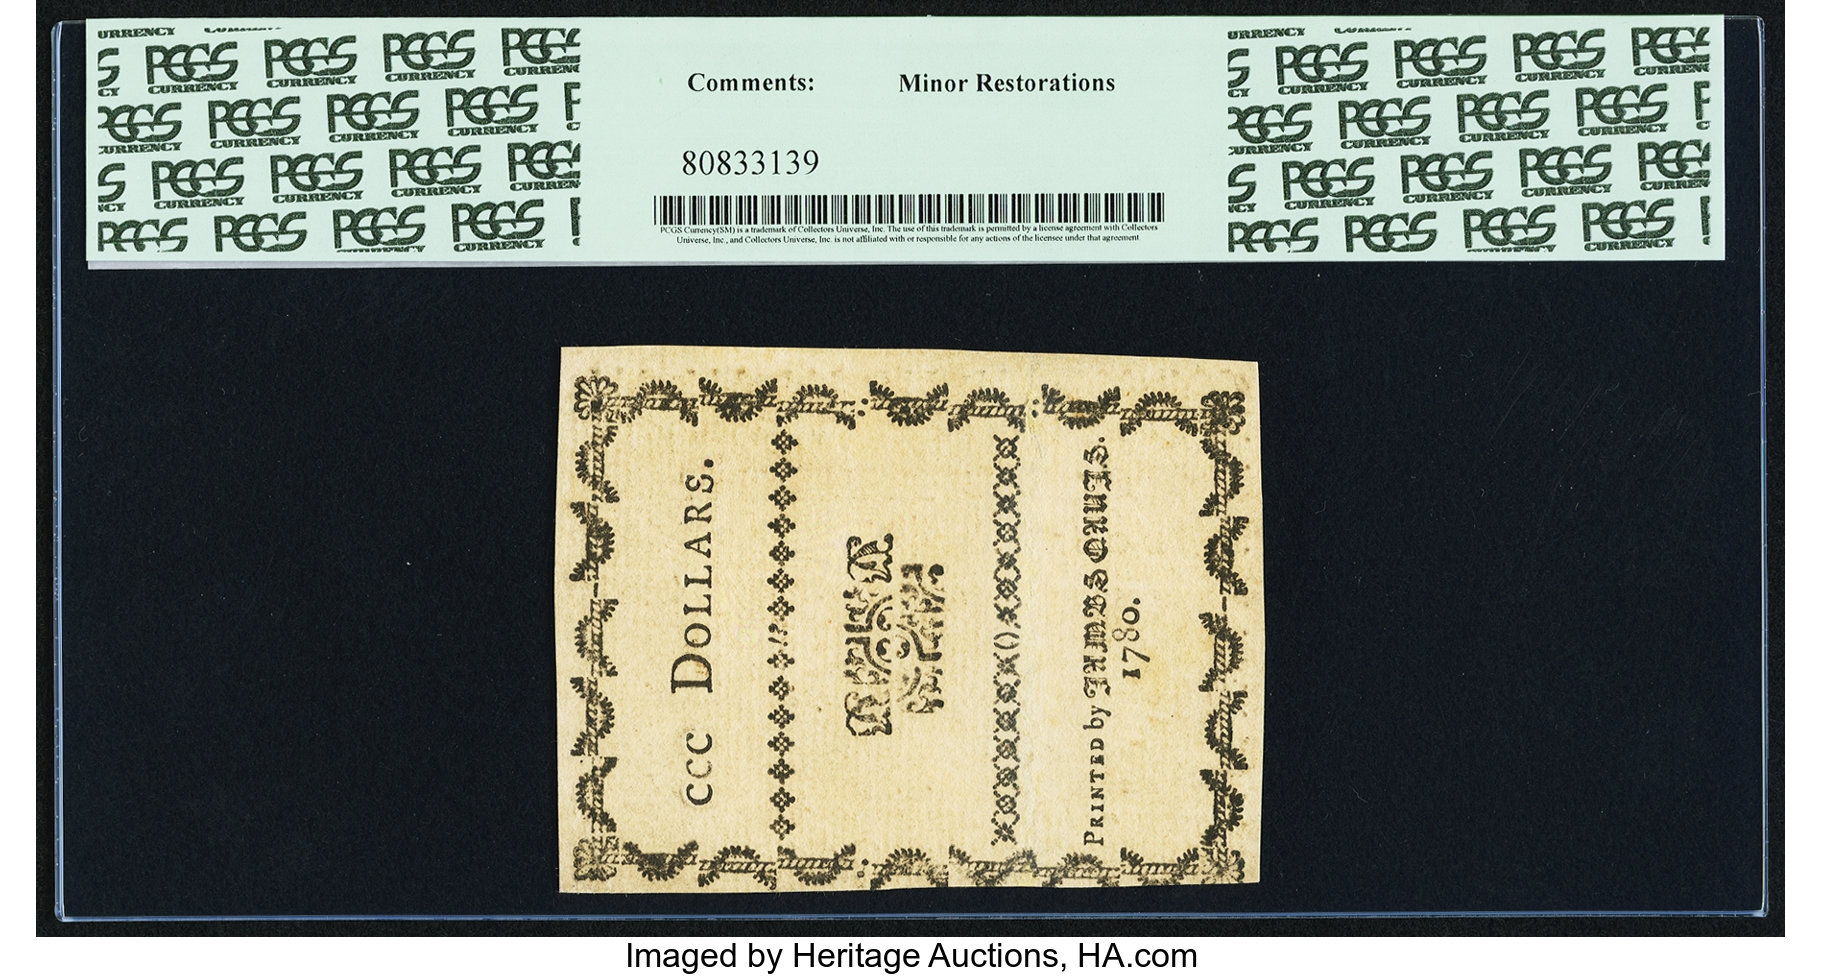 Comments: Minor Restorations
80833139
PCGS Currency(SM) is a trademark of Collectors Universe, Inc. The use of this trademark is permitted by a license agreement with Collectors
Universe, Inc., and Collectors Universe, Inc. is not affiliated with or responsible for any actions of the licensee under that agreement.
PCGS CURRENCY
CCC DOLLARS.
PRINTED by JAMES DAVIS.
1780.
Imaged by Heritage Auctions, HA.com